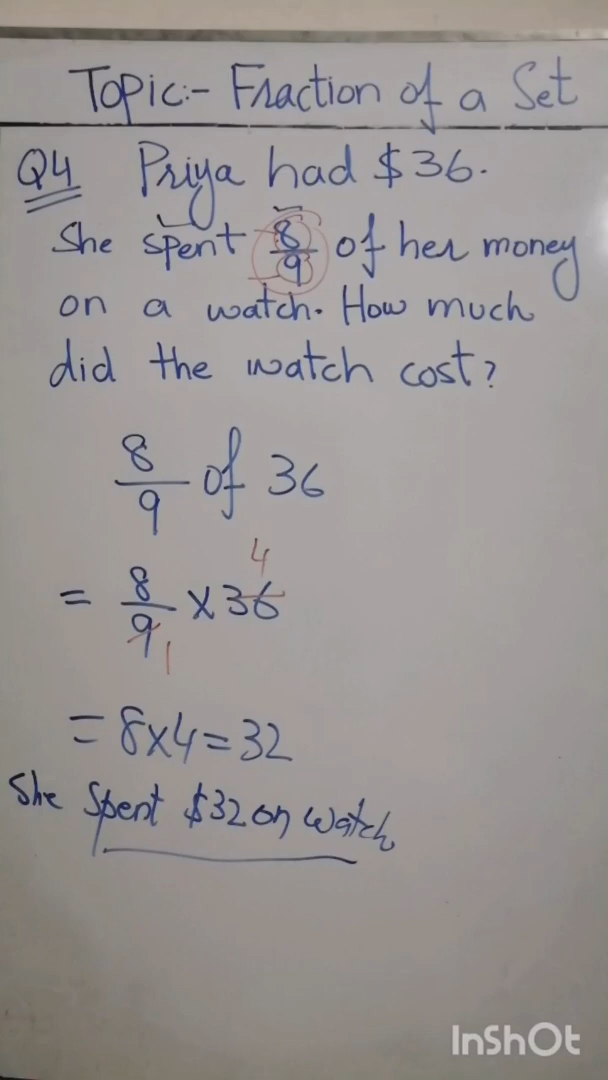 Topic:- Fraction of a Set
Q4 Priya had $36.
She spent 8/9 of her money
on a watch. How much
did the watch cost?
8/9 of 36
4
= 8/9 × 36
1
= 8×4=32
She Spent $32 on watch
InShOt